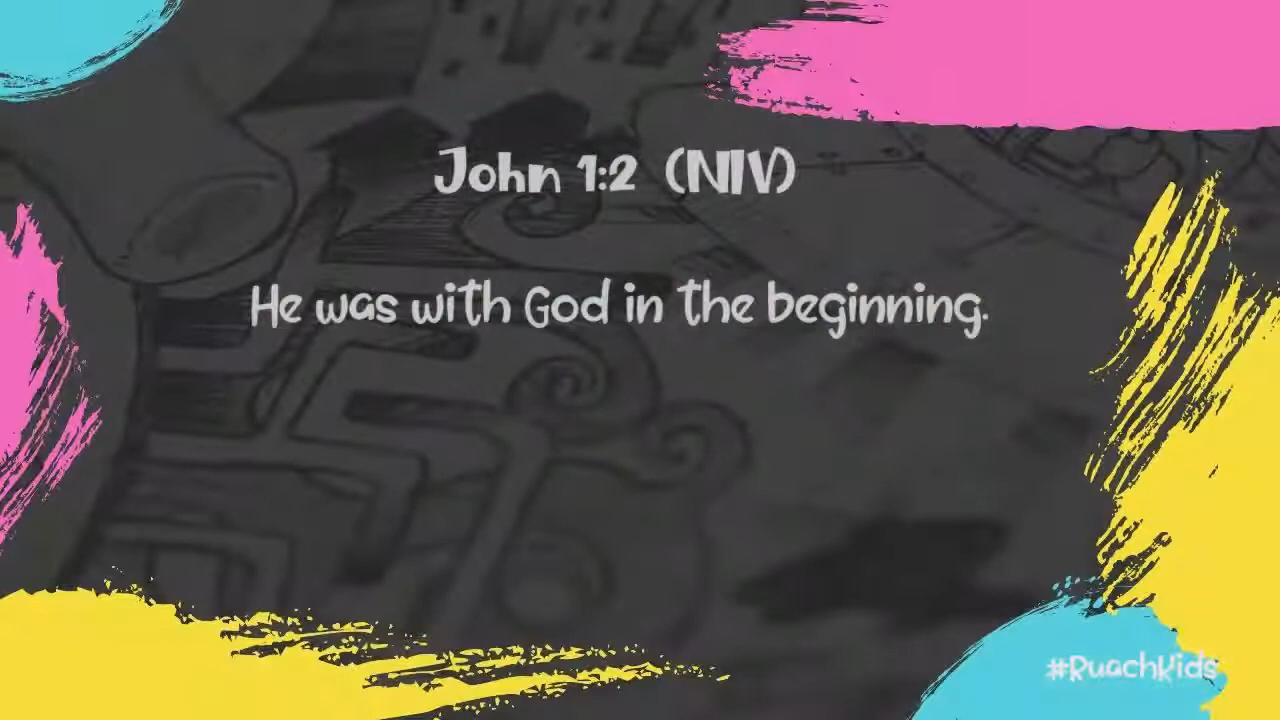 John 1:2 (NIV)
He was with God in the beginning.
#RuachKids